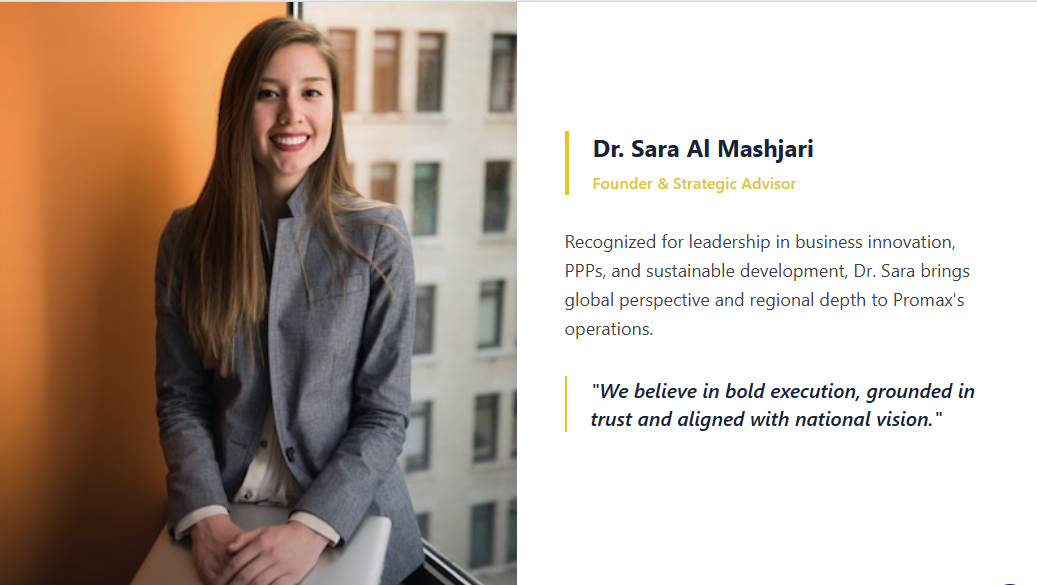 Dr. Sara Al Mashjari
Founder & Strategic Advisor
Recognized for leadership in business innovation,
PPPs, and sustainable development, Dr. Sara brings
global perspective and regional depth to Promax's
operations.
"We believe in bold execution, grounded in
trust and aligned with national vision."